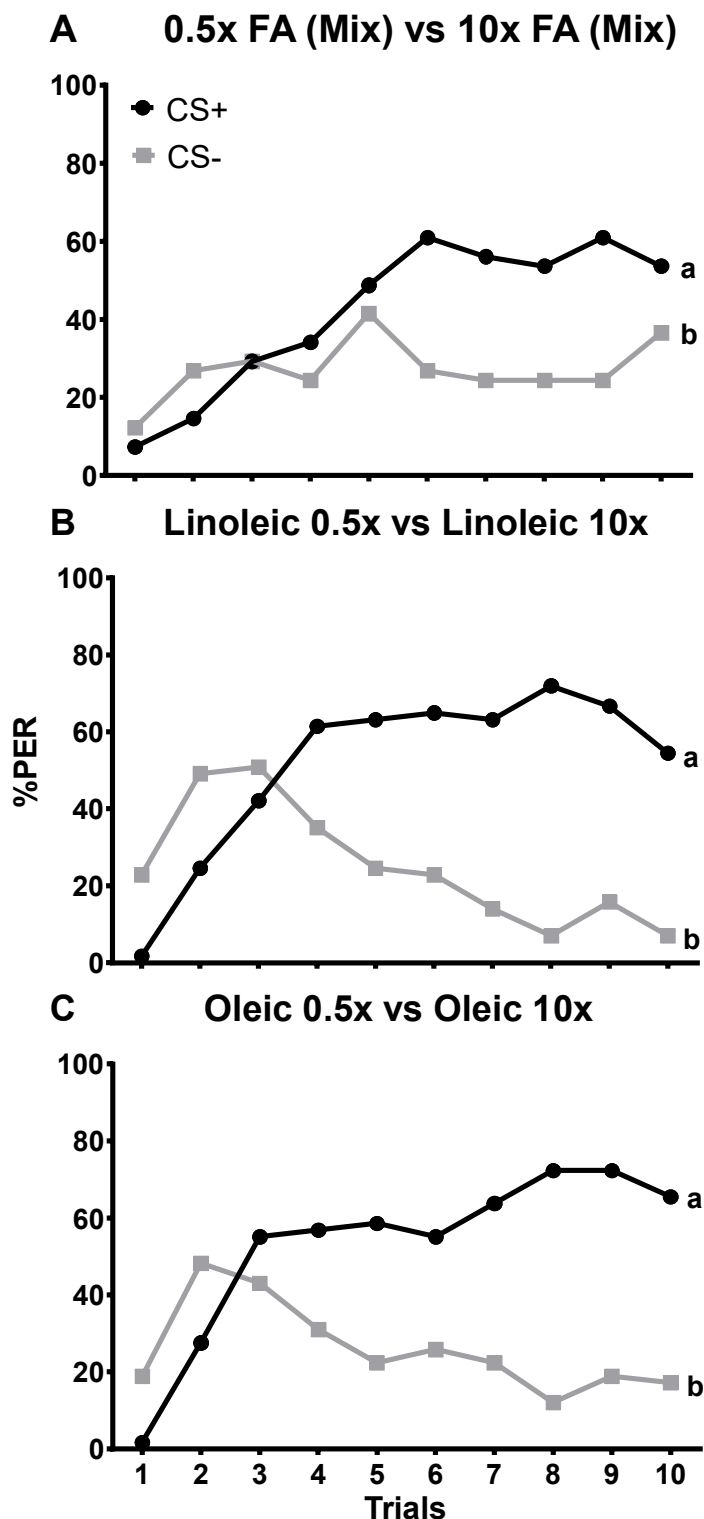 A 0.5x FA (Mix) vs 10x FA (Mix)
100
CS+
CS-
80
60
40
20
0
a
b
B Linoleic 0.5x vs Linoleic 10x
100
80
60
40
20
0
a
b
%PER
C Oleic 0.5x vs Oleic 10x
100
80
60
40
20
0
a
b
1 2 3 4 5 6 7 8 9 10
Trials